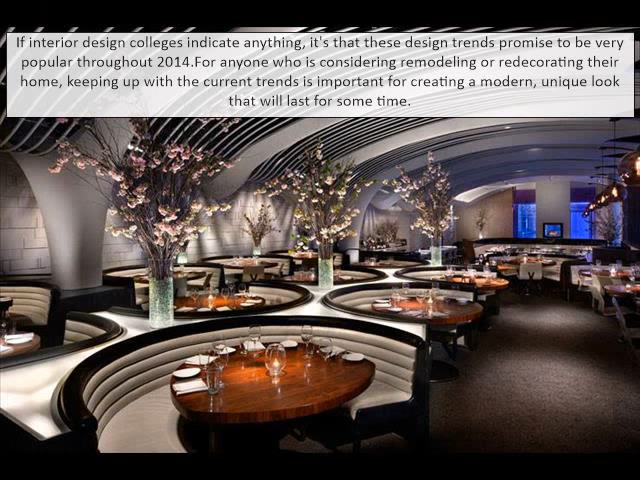 If interior design colleges indicate anything, it's that these design trends promise to be very
popular throughout 2014.For anyone who is considering remodeling or redecorating their
home, keeping up with the current trends is important for creating a modern, unique look
that will last for some time.